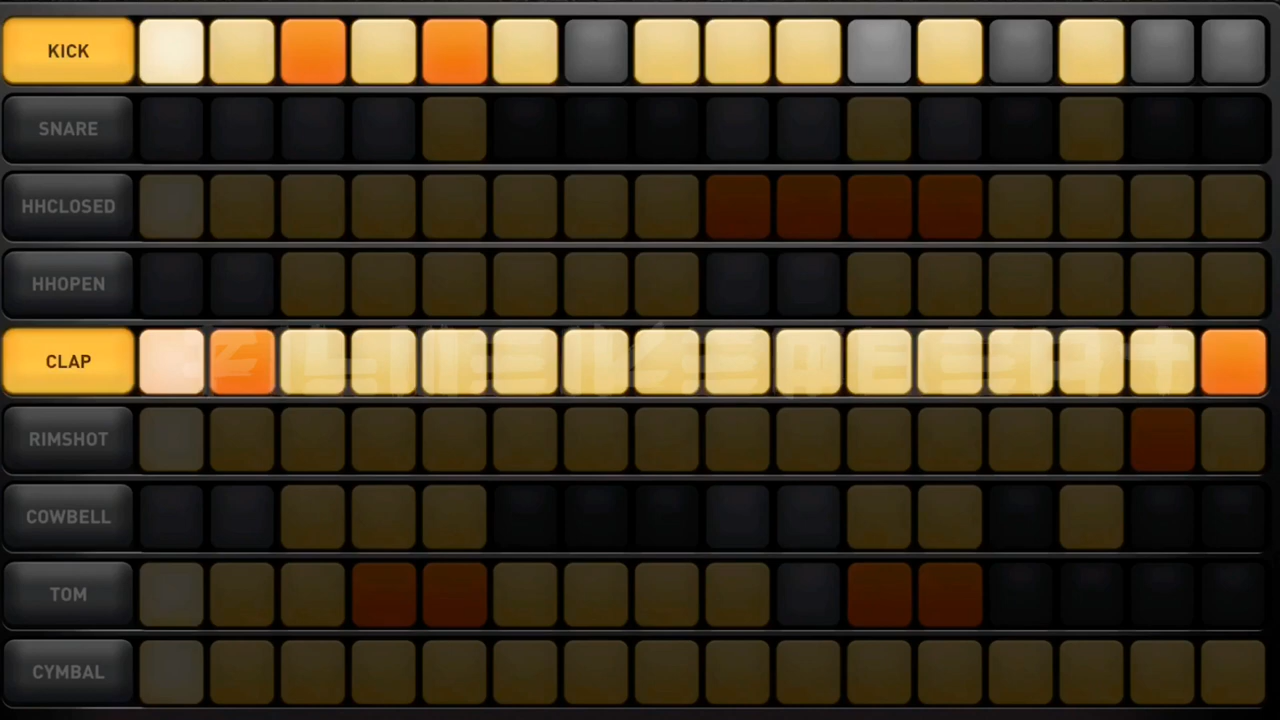 KICK
SNARE
HHCLOSED
HHOPEN
CLAP
RIMSHOT
COWBELL
TOM
CYMBAL